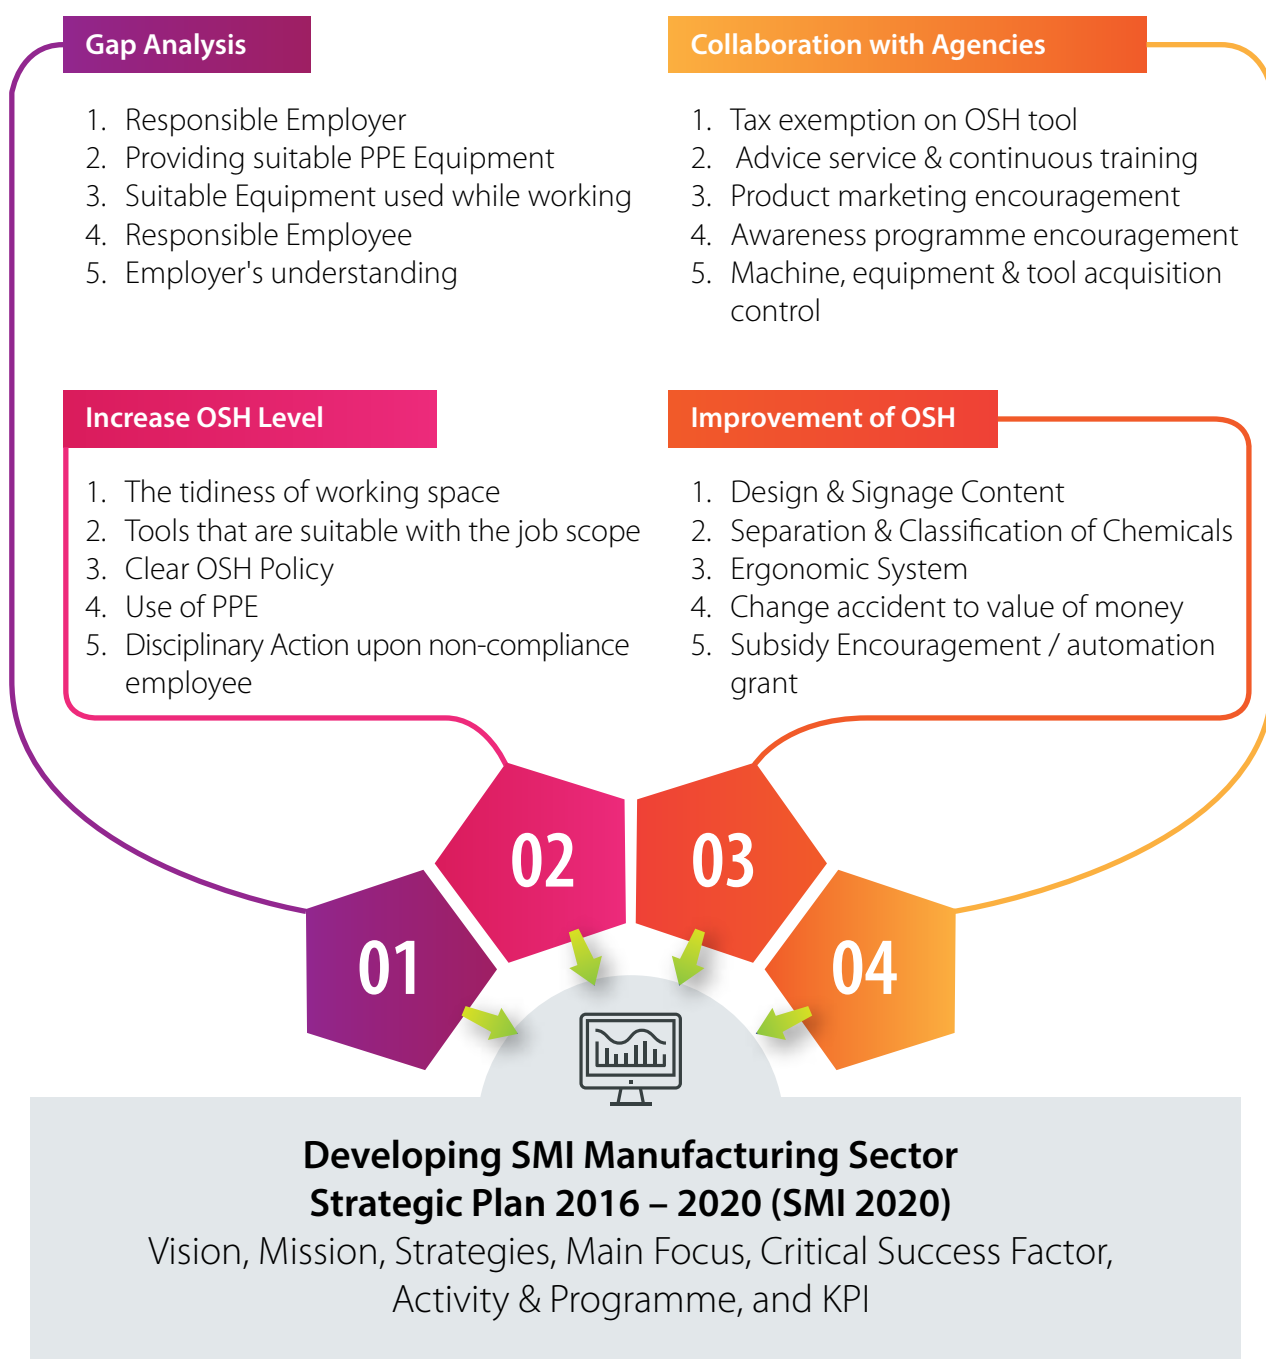 Gap Analysis
1. Responsible Employer
2. Providing suitable PPE Equipment
3. Suitable Equipment used while working
4. Responsible Employee
5. Employer's understanding
Collaboration with Agencies
1. Tax exemption on OSH tool
2. Advice service & continuous training
3. Product marketing encouragement
4. Awareness programme encouragement
5. Machine, equipment & tool acquisition
control
Increase OSH Level
1. The tidiness of working space
2. Tools that are suitable with the job scope
3. Clear OSH Policy
4. Use of PPE
5. Disciplinary Action upon non-compliance
employee
Improvement of OSH
1. Design & Signage Content
2. Separation & Classification of Chemicals
3. Ergonomic System
4. Change accident to value of money
5. Subsidy Encouragement / automation
grant
01
02
03
04
Developing SMI Manufacturing Sector
Strategic Plan 2016 – 2020 (SMI 2020)
Vision, Mission, Strategies, Main Focus, Critical Success Factor,
Activity & Programme, and KPI